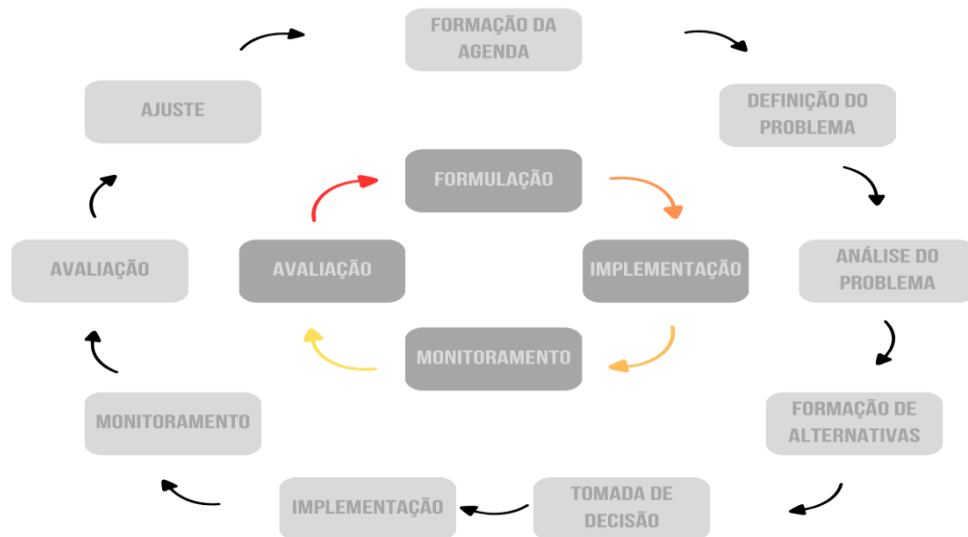 FORMAÇÃO DA
AGENDA
DEFINIÇÃO DO
PROBLEMA
ANÁLISE DO
PROBLEMA
FORMAÇÃO DE
ALTERNATIVAS
TOMADA DE
DECISÃO
IMPLEMENTAÇÃO
MONITORAMENTO
AVALIAÇÃO
AJUSTE
FORMULAÇÃO
IMPLEMENTAÇÃO
MONITORAMENTO
AVALIAÇÃO